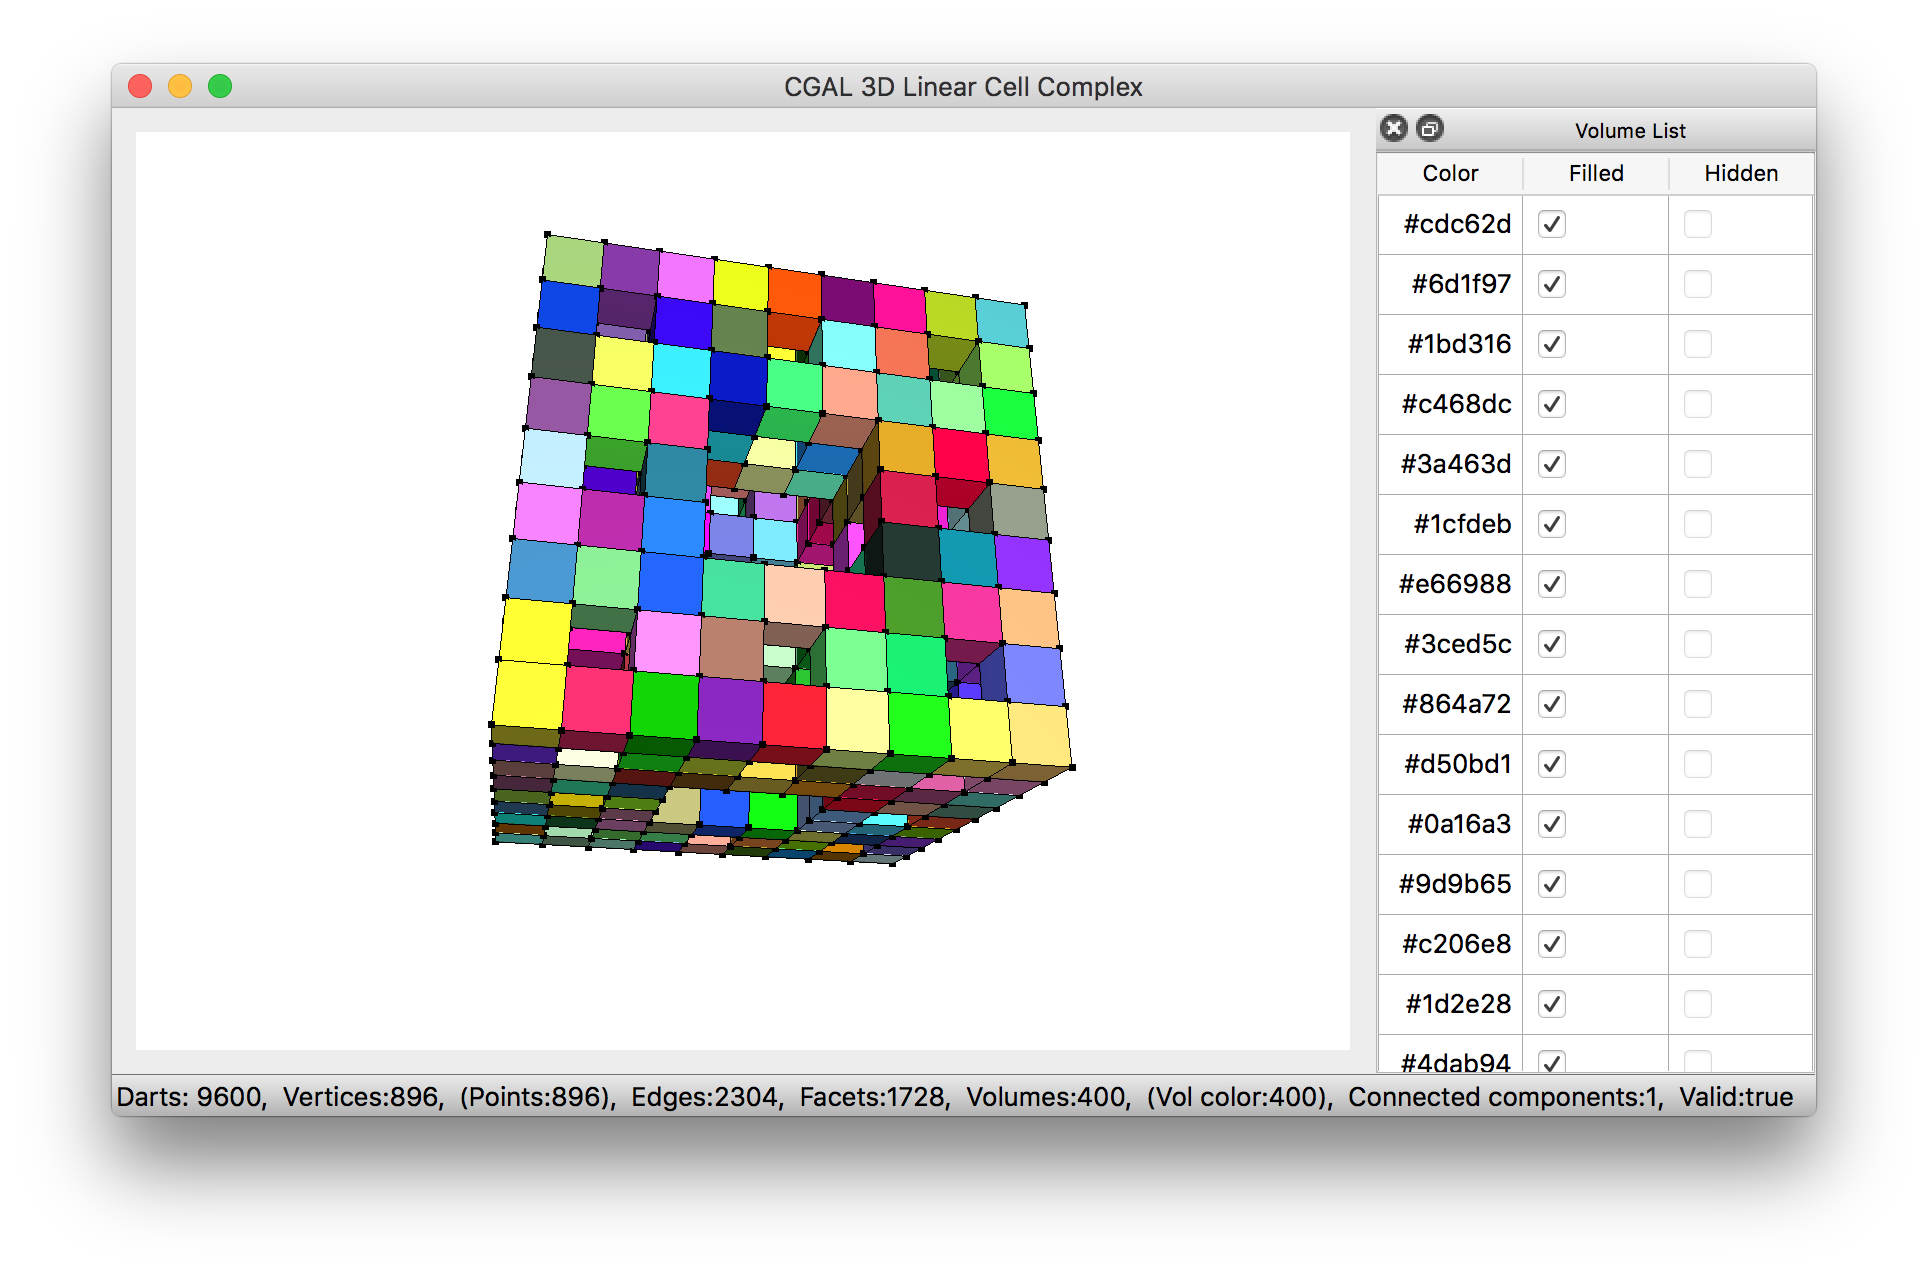 CGAL 3D Linear Cell Complex
Volume List
Color Filled Hidden
#cdc62d
#6d1f97
#1bd316
#c468dc
#3a463d
#1cfdeb
#e66988
#3ced5c
#864a72
#d50bd1
#0a16a3
#9d9b65
#c206e8
#1d2e28
#4dab94
Darts: 9600, Vertices:896, (Points:896), Edges:2304, Facets:1728, Volumes:400, (Vol color:400), Connected components:1, Valid:true